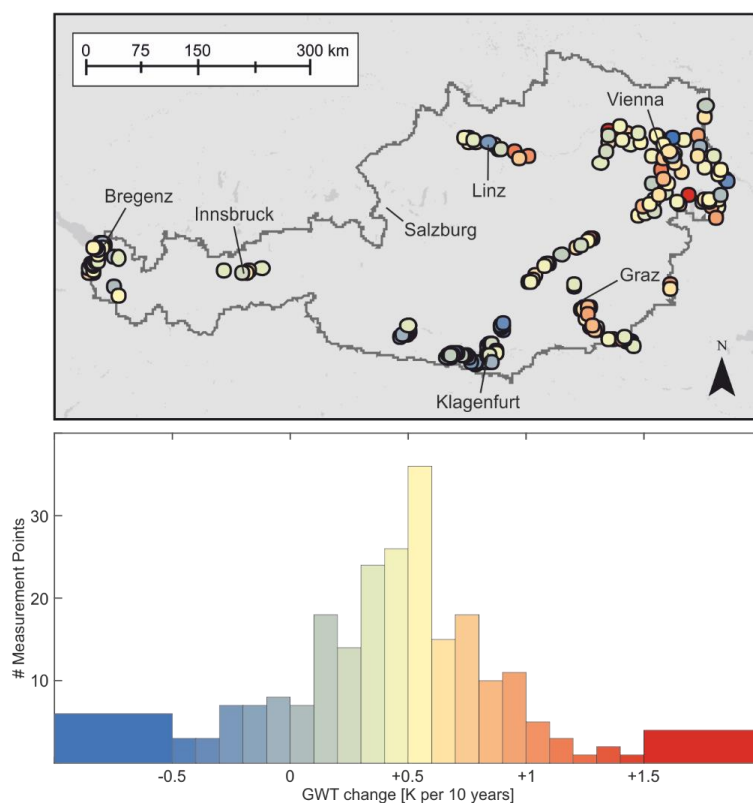 0 75 150 300 km
Vienna
Linz
Bregenz
Innsbruck
Salzburg
Graz
N
Klagenfurt
30
20
10
# Measurement Points
-0.5 0 +0.5 +1 +1.5
GWT change [K per 10 years]